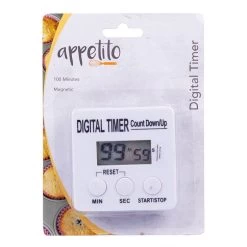 appetito
100 Minutes
Magnetic
Digital Timer
DIGITAL TIMER Count Down/Up
99 M 59 S
RESET
MIN SEC START/STOP